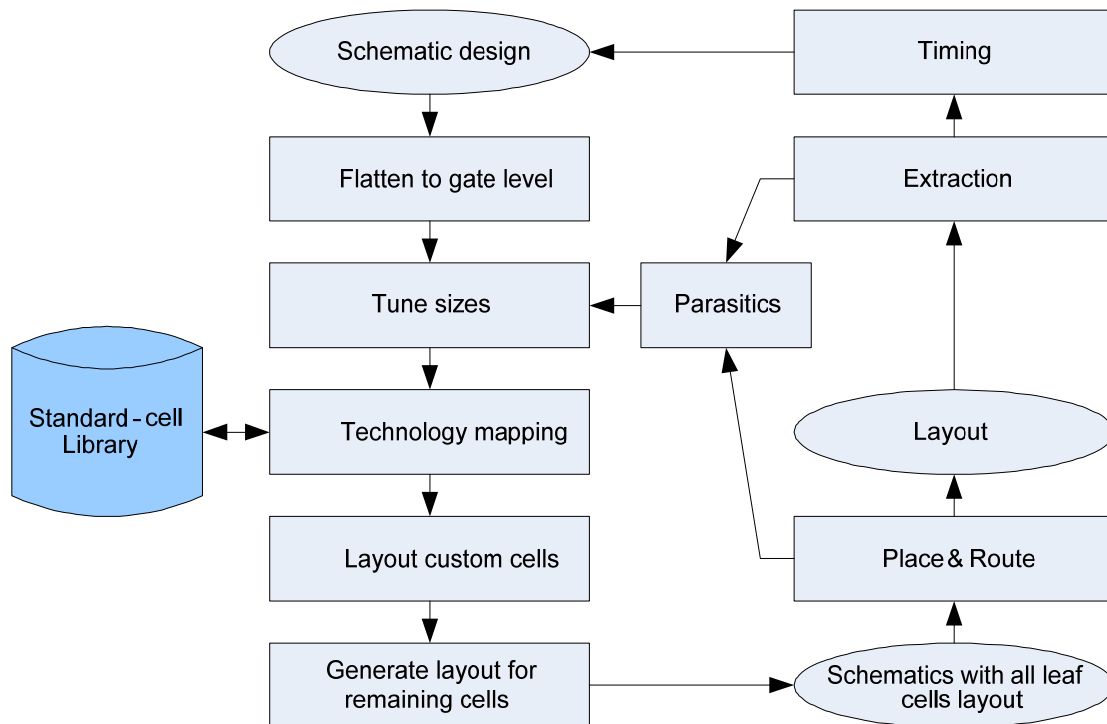 Schematic design
Timing
Flatten to gate level
Extraction
Tune sizes
Parasitics
Standard-cell
Library
Technology mapping
Layout
Layout custom cells
Place & Route
Generate layout for
remaining cells
Schematics with all leaf
cells layout